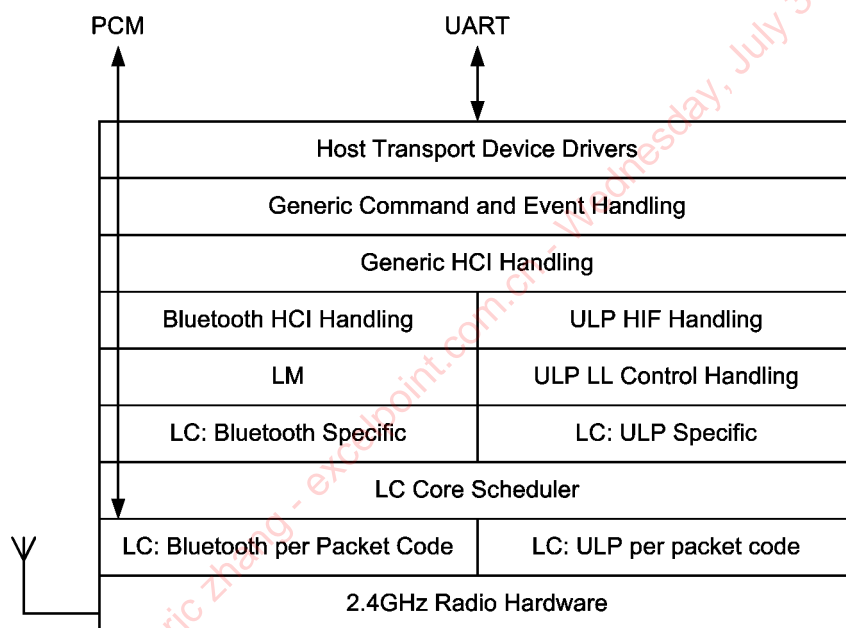 PCM
UART
Host Transport Device Drivers
Generic Command and Event Handling
Generic HCI Handling
Bluetooth HCI Handling
ULP HIF Handling
LM
ULP LL Control Handling
LC: Bluetooth Specific
LC: ULP Specific
LC Core Scheduler
LC: Bluetooth per Packet Code
LC: ULP per packet code
2.4GHz Radio Hardware
ric zhang - excelpoint.com.cn - Wednesday, July 3